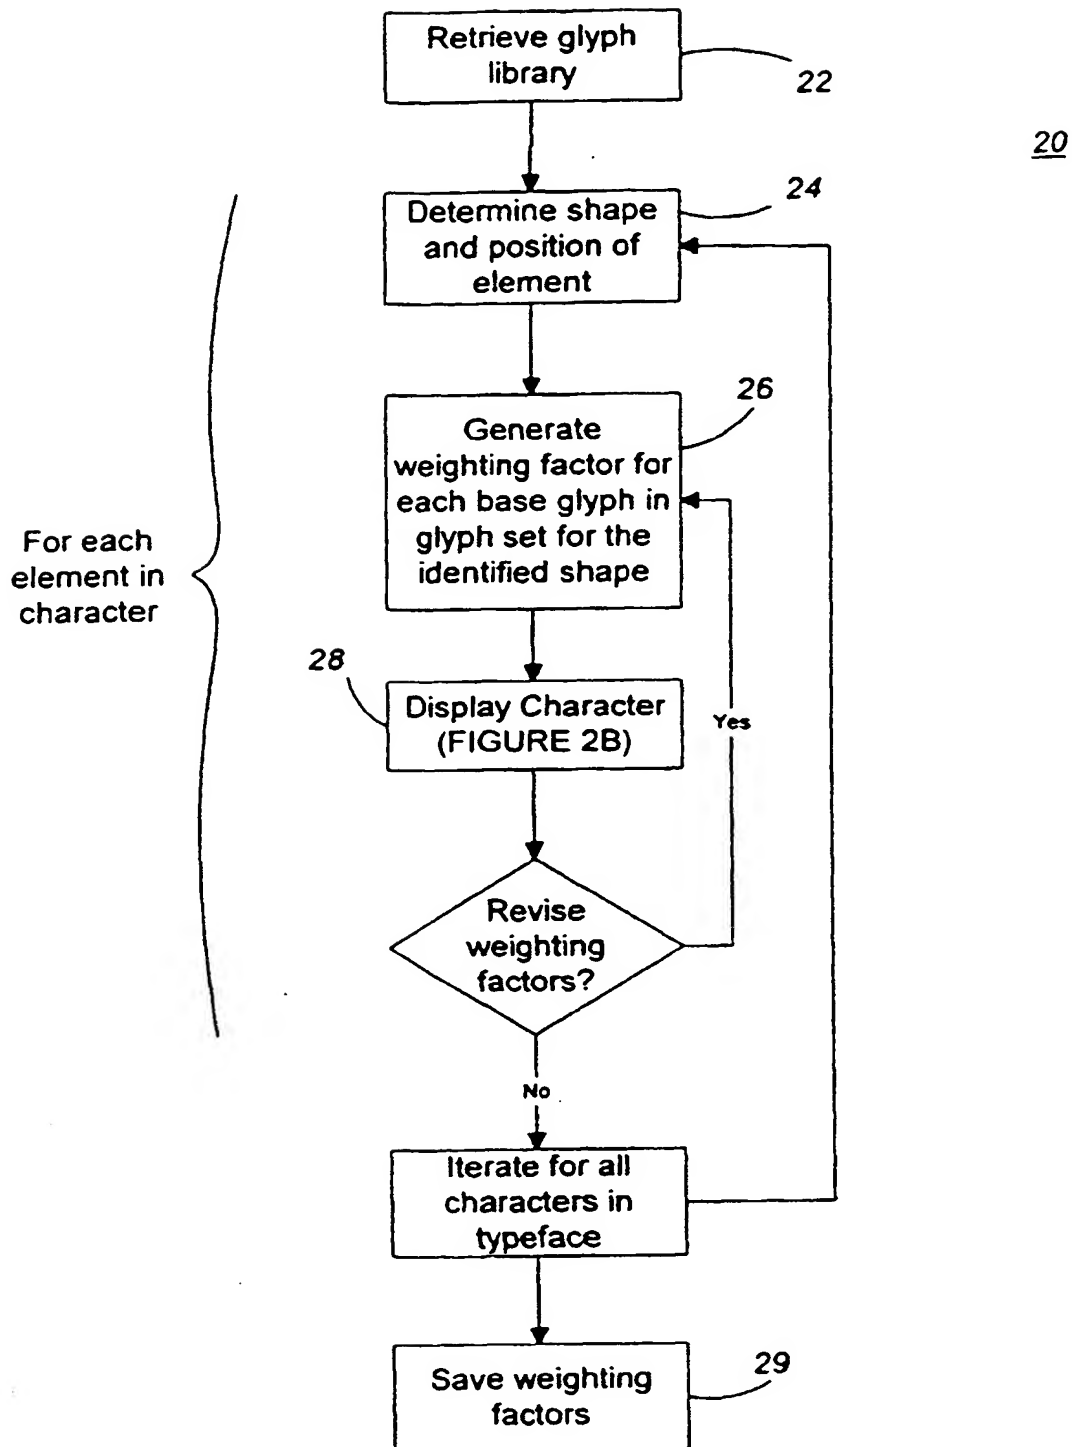 Retrieve glyph
library
22
20
24
Determine shape
and position of
element
26
Generate
weighting factor for
each base glyph in
glyph set for the
identified shape
For each
element in
character
28
Display Character
(FIGURE 2B)
Yes
Revise
weighting
factors?
No
Iterate for all
characters in
typeface
29
Save weighting
factors